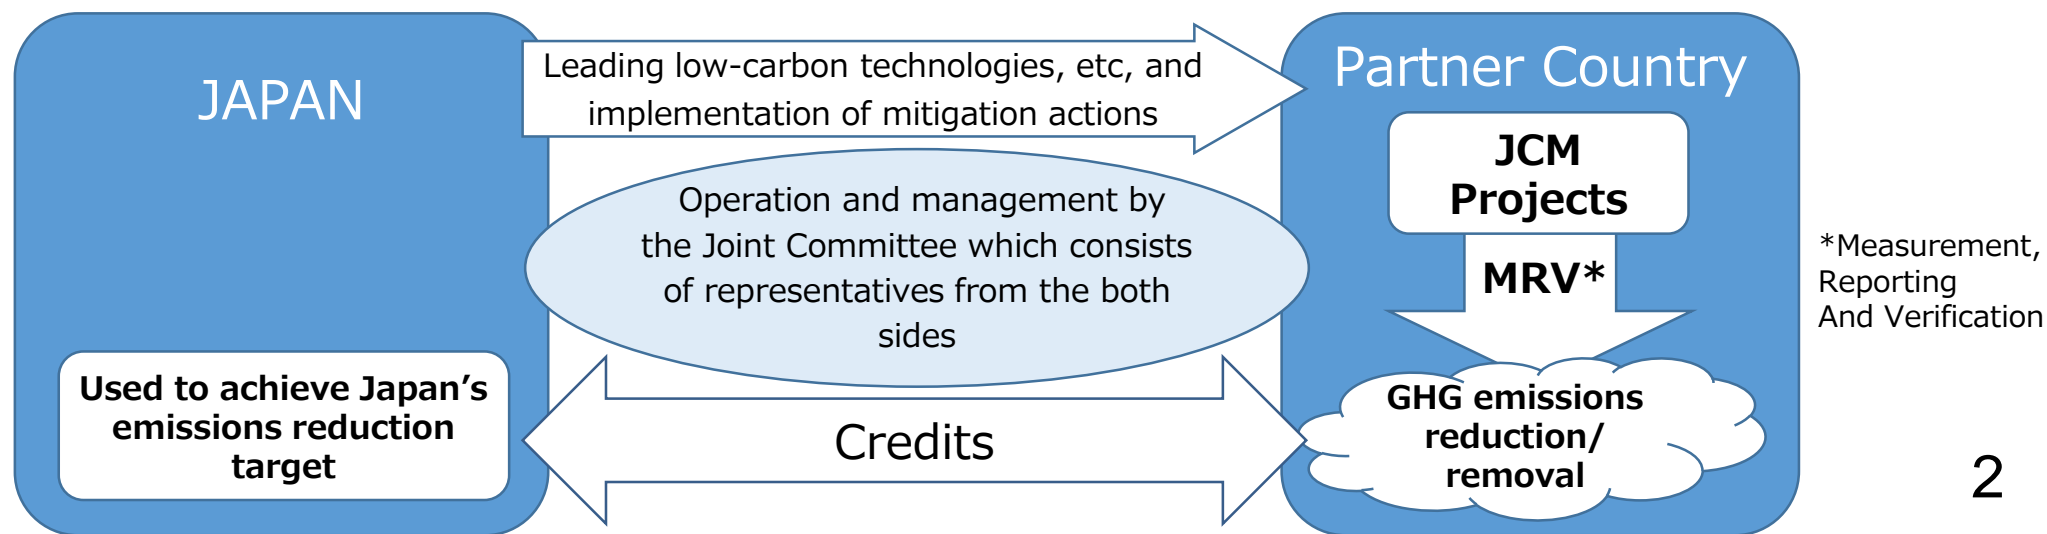 JAPAN
Leading low-carbon technologies, etc, and
implementation of mitigation actions
Partner Country
JCM
Projects
Operation and management by
the Joint Committee which consists
of representatives from the both
sides
MRV*
*Measurement,
Reporting
And Verification
Used to achieve Japan’s
emissions reduction
target
Credits
GHG emissions
reduction/
removal
2